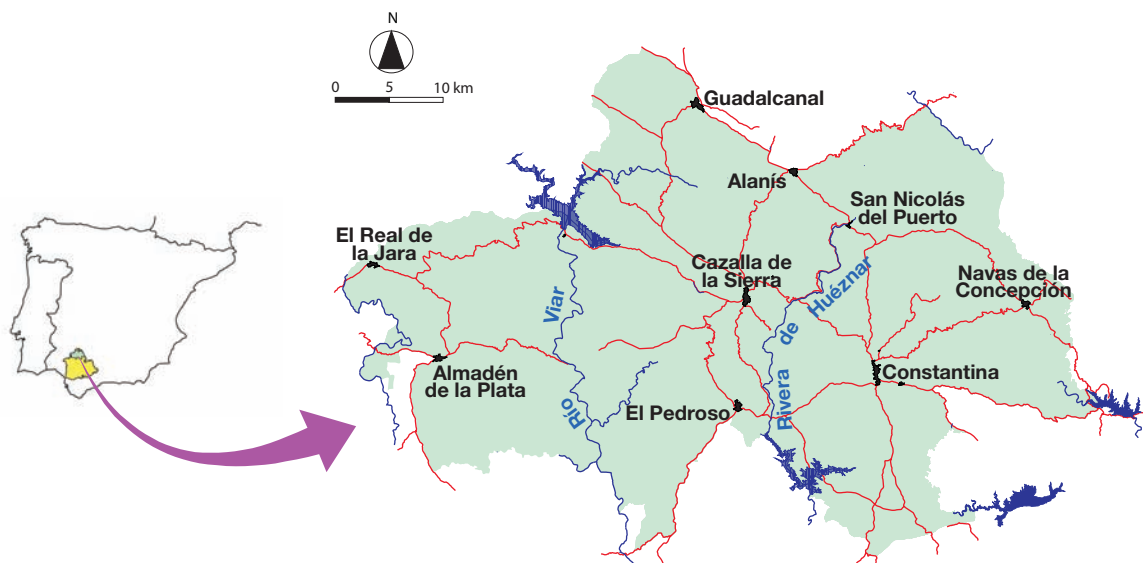 N
0 5 10 km
Guadalcanal
Alanís
San Nicolás
del Puerto
El Real de
la Jara
Cazalla de
la Sierra
Navas de la
Concepción
Río Viar
Rivera de Huéznar
Almadén
de la Plata
Constantina
El Pedroso